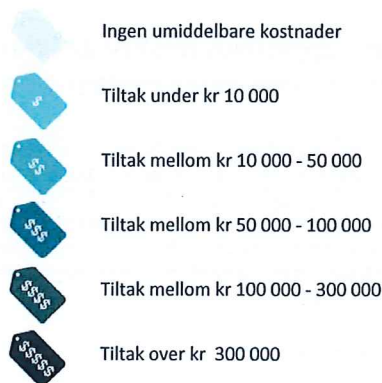 Ingen umiddelbare kostnader
$
Tiltak under kr 10 000
$$
Tiltak mellom kr 10 000 - 50 000
$$$
Tiltak mellom kr 50 000 - 100 000
$$$$
Tiltak mellom kr 100 000 - 300 000
$$$$$
Tiltak over kr 300 000